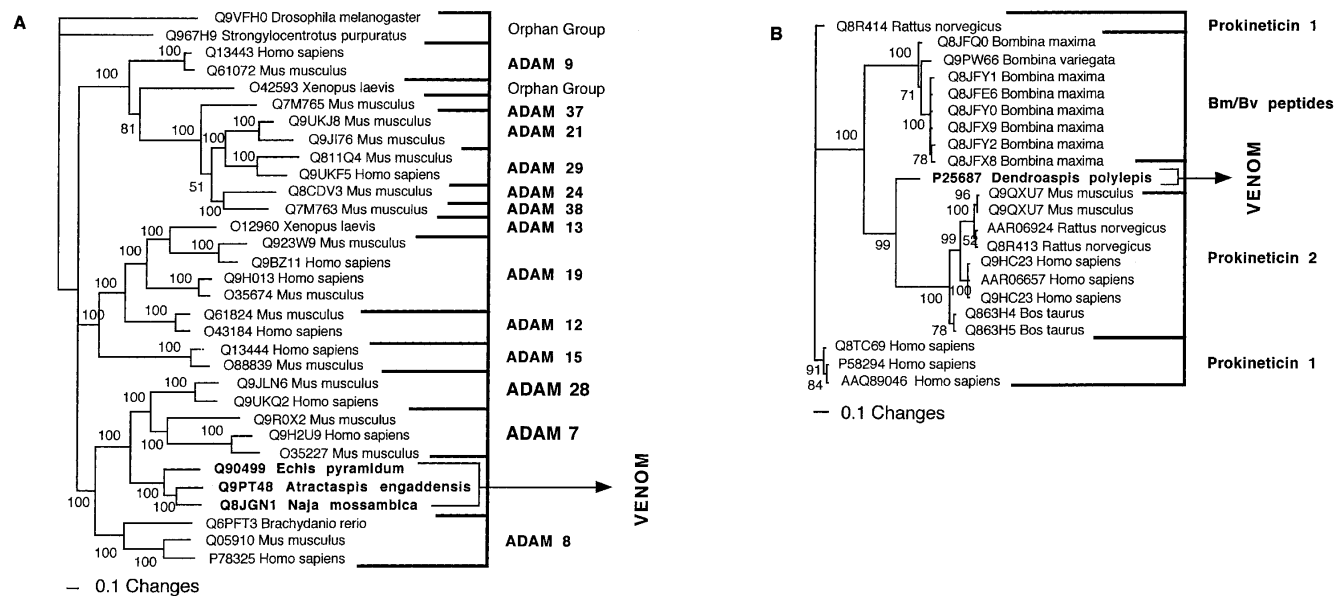 A
Q9VFH0 Drosophila melanogaster
Q967H9 Strongylocentrotus purpuratus
Orphan Group
100
Q13443 Homo sapiens
100
Q61072 Mus musculus
ADAM 9
O42593 Xenopus laevis
Orphan Group
81
Q7M765 Mus musculus
ADAM 37
100
Q9UKJ8 Mus musculus
100
100
Q9JI76 Mus musculus
ADAM 21
Q811Q4 Mus musculus
100
Q9UKF5 Homo sapiens
ADAM 29
51
Q8CDV3 Mus musculus
ADAM 24
100
Q7M763 Mus musculus
ADAM 38
O12960 Xenopus laevis
ADAM 13
100
Q923W9 Mus musculus
100
100
Q9BZ11 Homo sapiens
Q9H013 Homo sapiens
ADAM 19
100
100
O35674 Mus musculus
Q61824 Mus musculus
100
100
O43184 Homo sapiens
ADAM 12
Q13444 Homo sapiens
100
O88839 Mus musculus
ADAM 15
Q9JLN6 Mus musculus
100
ADAM 28
100
Q9UKQ2 Homo sapiens
Q9R0X2 Mus musculus
100
100
100
Q9H2U9 Homo sapiens
ADAM 7
O35227 Mus musculus
Q90499 Echis pyramidum
100
Q9PT48 Atractaspis engaddensis
100
100
Q8JGN1 Naja mossambica
VENOM
Q6PFT3 Brachydanio rerio
Q05910 Mus musculus
ADAM 8
100
100
P78325 Homo sapiens
0.1 Changes
B
Q8R414 Rattus norvegicus
Prokineticin 1
Q8JFQ0 Bombina maxima
100
Q9PW66 Bombina variegata
Q8JFY1 Bombina maxima
71
Q8JFE6 Bombina maxima
Bm/Bv peptides
Q8JFY0 Bombina maxima
100
Q8JFX9 Bombina maxima
100
Q8JFY2 Bombina maxima
78
Q8JFX8 Bombina maxima
P25687 Dendroaspis polylepis
VENOM
96
Q9QXU7 Mus musculus
100
Q9QXU7 Mus musculus
AAR06924 Rattus norvegicus
99
99
52
Q8R413 Rattus norvegicus
Q9HC23 Homo sapiens
Prokineticin 2
AAR06657 Homo sapiens
100
100
Q9HC23 Homo sapiens
Q863H4 Bos taurus
78
Q863H5 Bos taurus
Q8TC69 Homo sapiens
P58294 Homo sapiens
Prokineticin 1
91
84
AAQ89046 Homo sapiens
0.1 Changes